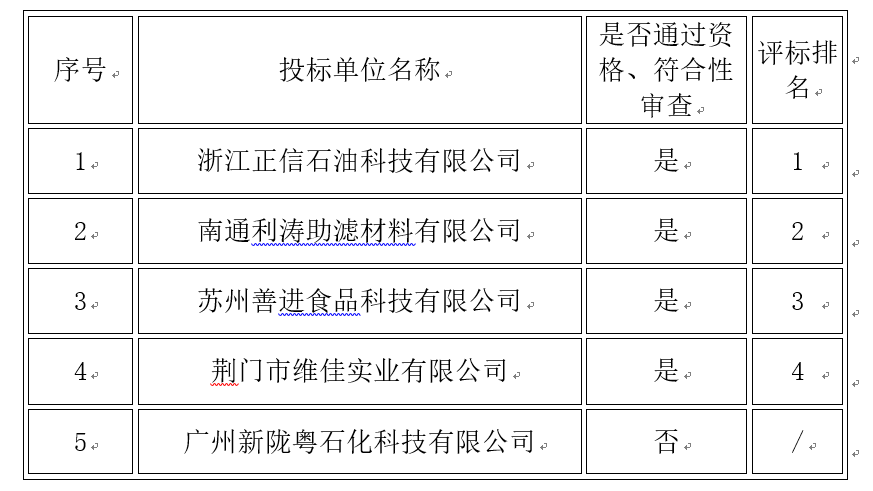 序号 投标单位名称 是否通过资格、符合性审查 评标排名
1 浙江正信石油科技有限公司 是 1
2 南通利涛助滤材料有限公司 是 2
3 苏州善进食品科技有限公司 是 3
4 荆门市维佳实业有限公司 是 4
5 广州新陇粤石化科技有限公司 否 /